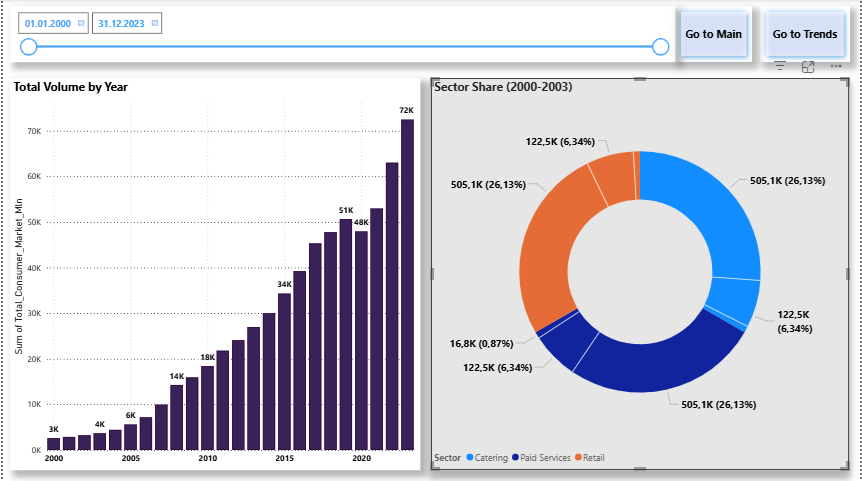 01.01.2000 31.12.2023
Go to Main
Go to Trends
Total Volume by Year
Sum of Total_Consumer_Market_Mln
70K
60K
50K
40K
30K
20K
10K
0K
3K
4K
6K
14K
18K
34K
51K
48K
72K
2000 2005 2010 2015 2020
Sector Share (2000-2003)
122,5K (6,34%)
505,1K (26,13%)
505,1K (26,13%)
122,5K
(6,34%)
16,8K (0,87%)
122,5K (6,34%)
505,1K (26,13%)
Sector Catering Paid Services Retail